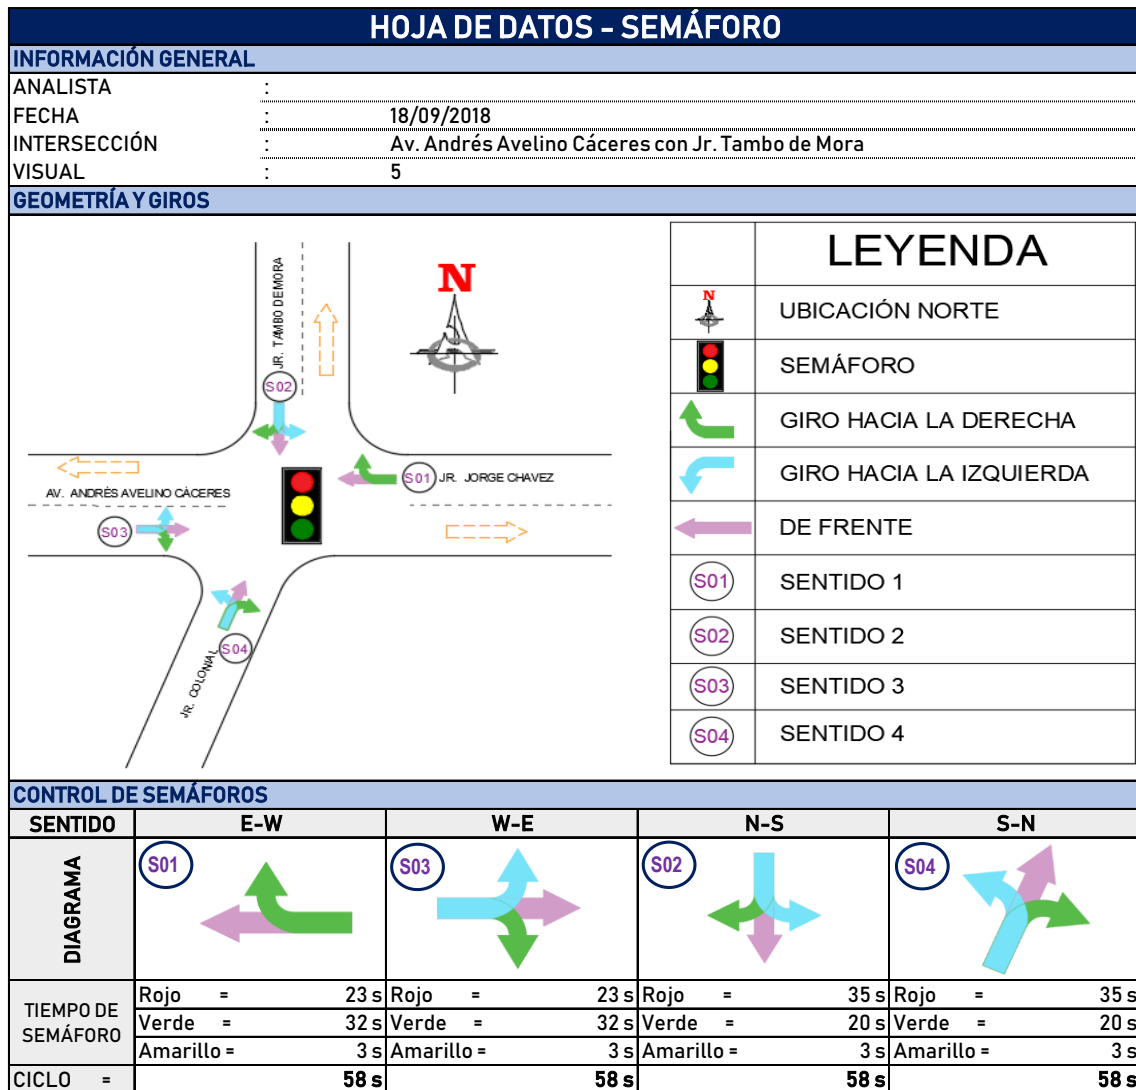 HOJA DE DATOS - SEMÁFORO
INFORMACIÓN GENERAL
ANALISTA :
FECHA : 18/09/2018
INTERSECCIÓN : Av. Andrés Avelino Cáceres con Jr. Tambo de Mora
VISUAL : 5
GEOMETRÍA Y GIROS
JR. TAMBO DE MORA
N
S02
S01 JR. JORGE CHAVEZ
AV. ANDRÉS AVELINO CÁCERES
S03
S04
JR. COLONIAL
LEYENDA
N UBICACIÓN NORTE
SEMÁFORO
GIRO HACIA LA DERECHA
GIRO HACIA LA IZQUIERDA
DE FRENTE
S01 SENTIDO 1
S02 SENTIDO 2
S03 SENTIDO 3
S04 SENTIDO 4
CONTROL DE SEMÁFOROS
SENTIDO E-W W-E N-S S-N
DIAGRAMA S01 S03 S02 S04
TIEMPO DE SEMÁFORO
Rojo = 23 s Rojo = 23 s Rojo = 35 s Rojo = 35 s
Verde = 32 s Verde = 32 s Verde = 20 s Verde = 20 s
Amarillo = 3 s Amarillo = 3 s Amarillo = 3 s Amarillo = 3 s
CICLO = 58 s 58 s 58 s 58 s